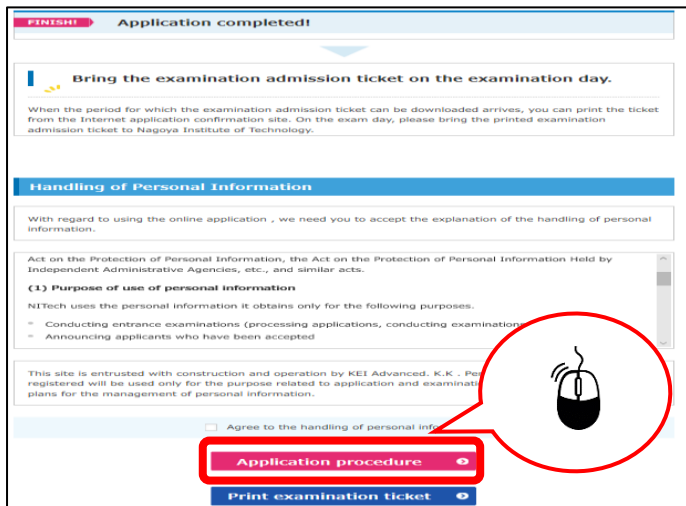 FINISH!
Application completed!
Bring the examination admission ticket on the examination day.
When the period for which the examination admission ticket can be downloaded arrives, you can print the ticket
from the Internet application confirmation site. On the exam day, please bring the printed examination
admission ticket to Nagoya Institute of Technology.
Handling of Personal Information
With regard to using the online application , we need you to accept the explanation of the handling of personal
information.
Act on the Protection of Personal Information, the Act on the Protection of Personal Information Held by
Independent Administrative Agencies, etc., and similar acts.
(1) Purpose of use of personal information
NITech uses the personal information it obtains only for the following purposes.
Conducting entrance examinations (processing applications, conducting examination
Announcing applicants who have been accepted
This site is entrusted with construction and operation by KEI Advanced. K.K .
registered will be used only for the purpose related to application and
plans for the management of personal information.
Agree to the handling of personal
Application procedure
Print examination ticket